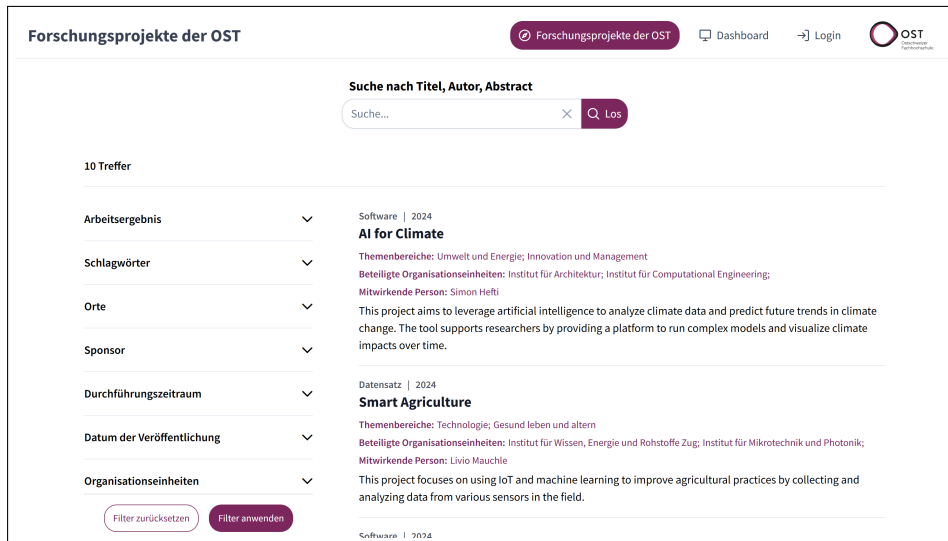 Forschungsprojekte der OST
Forschungsprojekte der OST
Dashboard
Login
OST
Ostschweizer
Fachhochschule
Suche nach Titel, Autor, Abstract
Suche...
Los
10 Treffer
Arbeitsergebnis
Schlagwörter
Orte
Sponsor
Durchführungszeitraum
Datum der Veröffentlichung
Organisationseinheiten
Filter zurücksetzen
Filter anwenden
Software | 2024
AI for Climate
Themenbereiche: Umwelt und Energie; Innovation und Management
Beteiligte Organisationseinheiten: Institut für Architektur; Institut für Computational Engineering;
Mitwirkende Person: Simon Hefti
This project aims to leverage artificial intelligence to analyze climate data and predict future trends in climate
change. The tool supports researchers by providing a platform to run complex models and visualize climate
impacts over time.
Datensatz | 2024
Smart Agriculture
Themenbereiche: Technologie; Gesund leben und altern
Beteiligte Organisationseinheiten: Institut für Wissen, Energie und Rohstoffe Zug; Institut für Mikrotechnik und Photonik;
Mitwirkende Person: Livio Mauchle
This project focuses on using IoT and machine learning to improve agricultural practices by collecting and
analyzing data from various sensors in the field.
Software | 2024